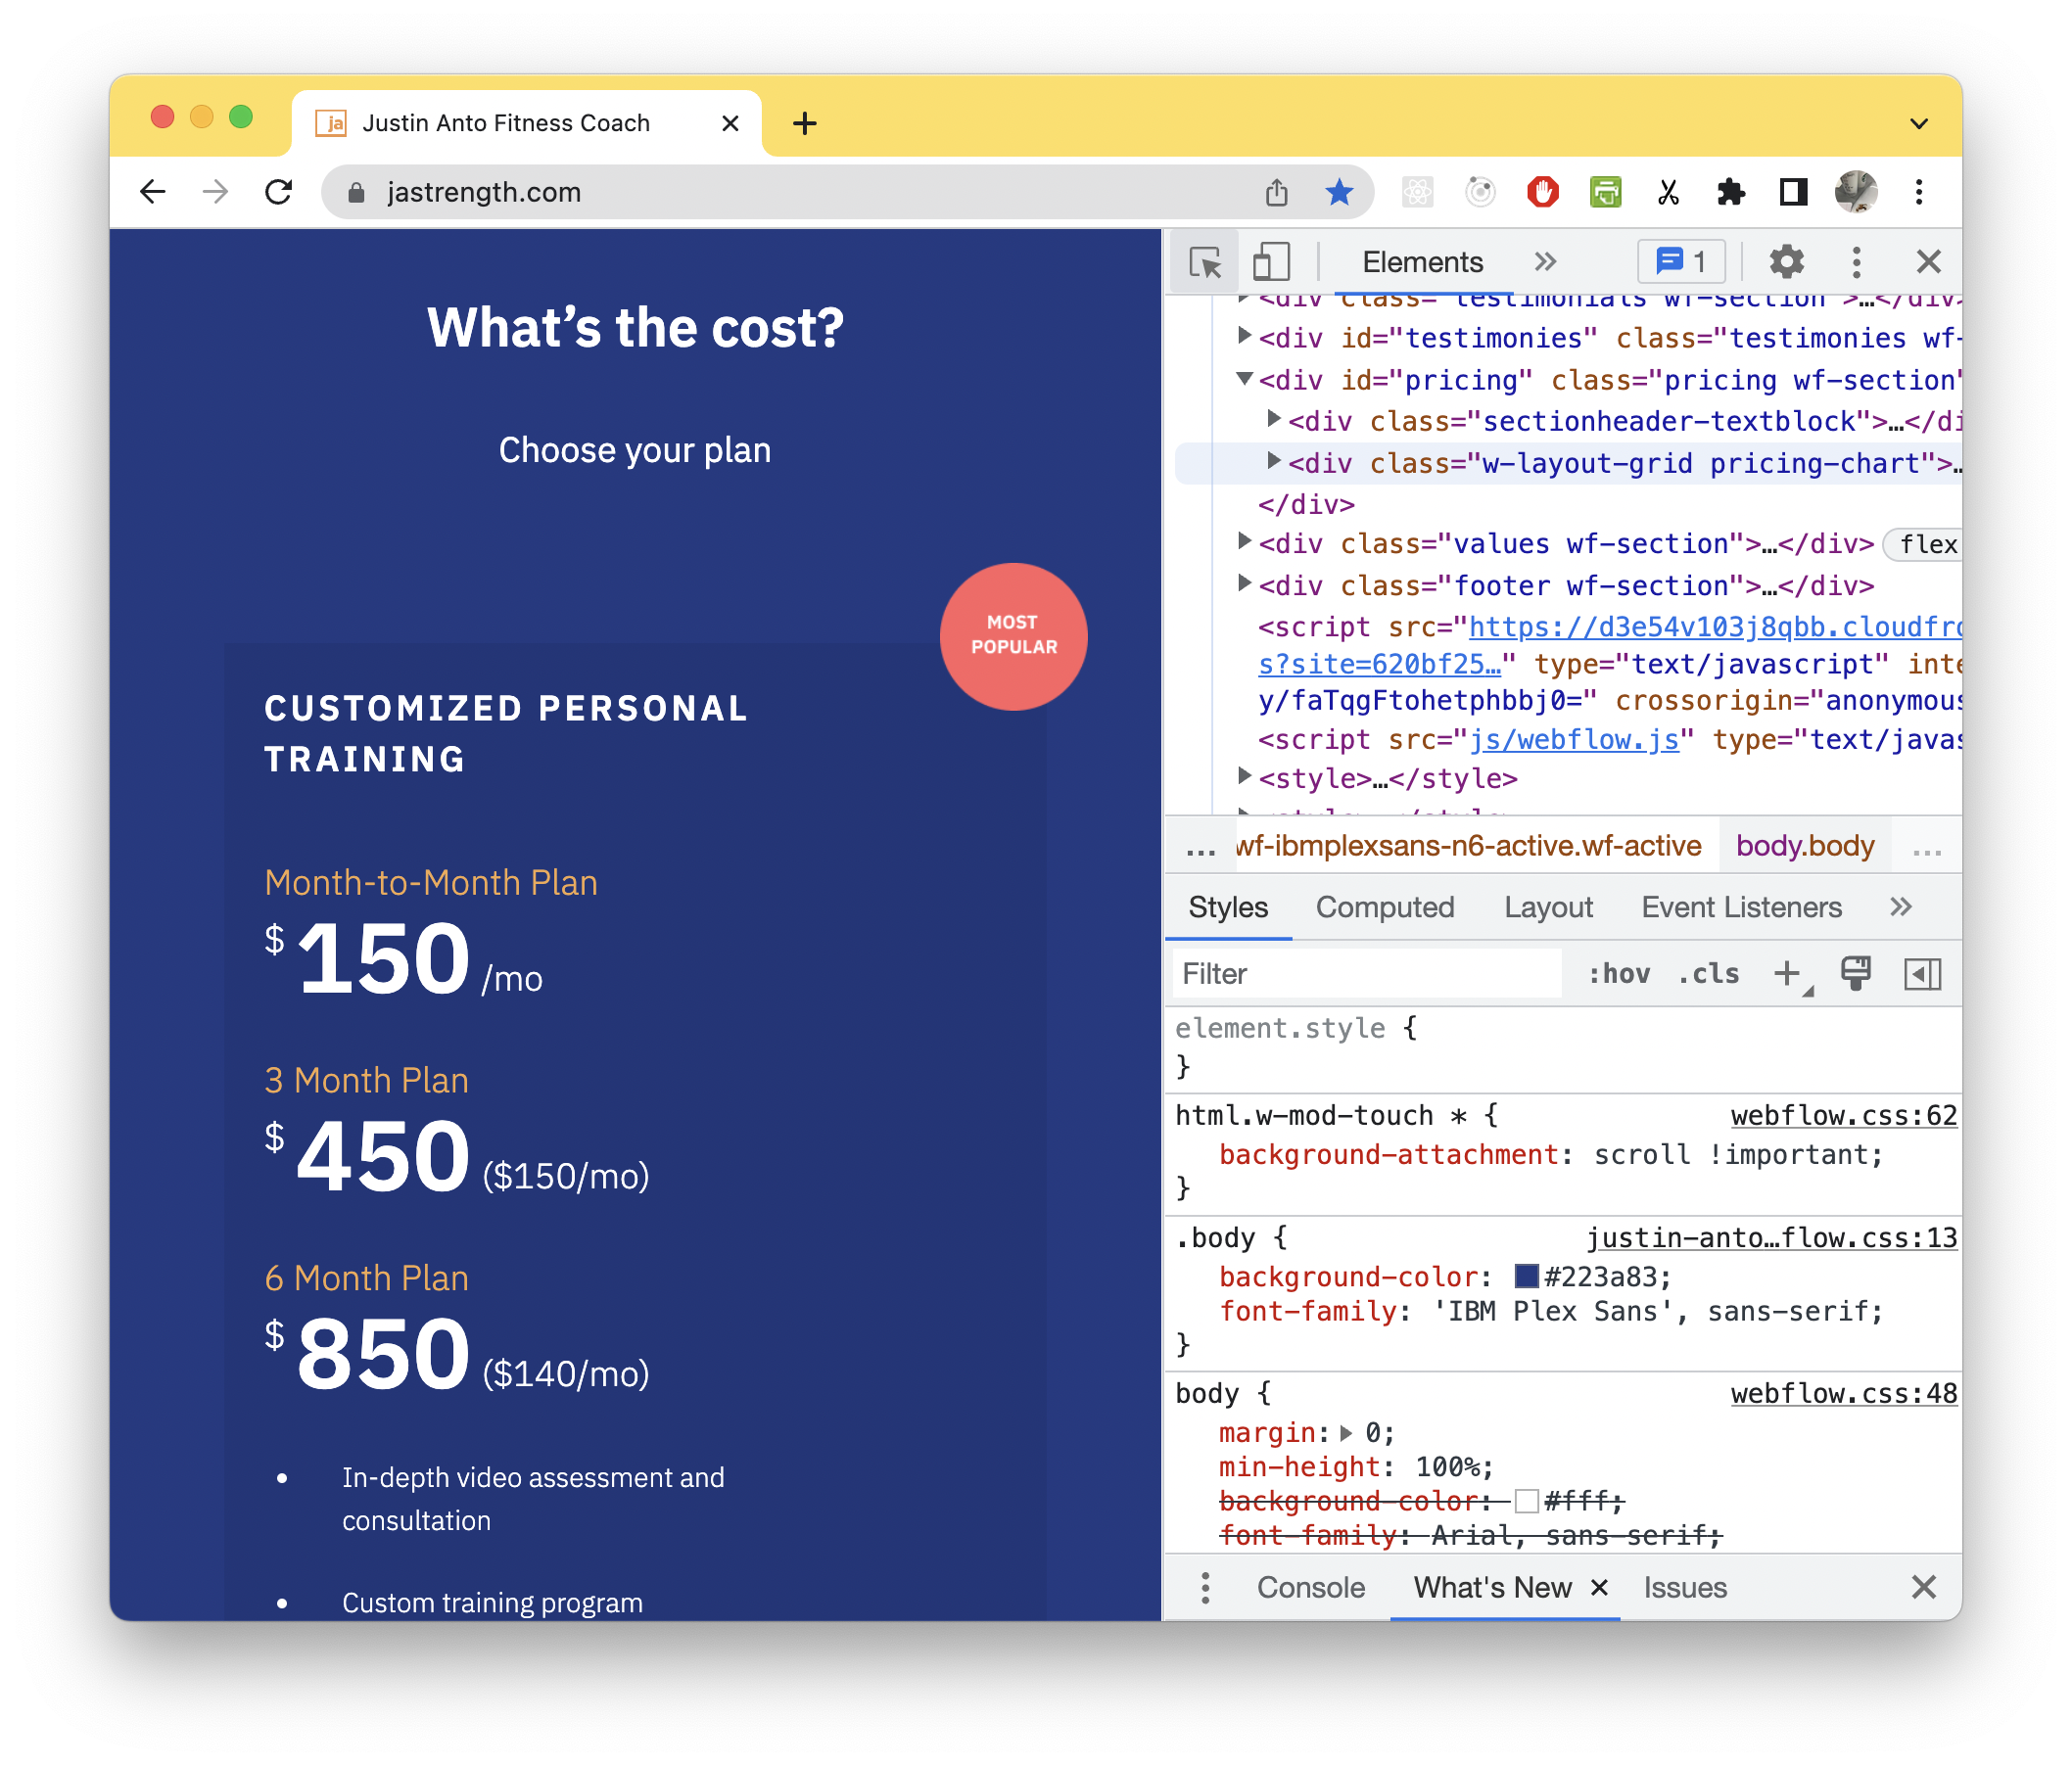 ja Justin Anto Fitness Coach
jastrength.com
What’s the cost?
Choose your plan
MOST
POPULAR
CUSTOMIZED PERSONAL
TRAINING
Month-to-Month Plan
$ 150 /mo
3 Month Plan
$ 450 ($150/mo)
6 Month Plan
$ 850 ($140/mo)
• In-depth video assessment and
consultation
• Custom training program
Elements » 1
<div class="testimonials wf-section">…</div>
<div id="testimonies" class="testimonies wf-
<div id="pricing" class="pricing wf-section"
<div class="sectionheader-textblock">…</di
<div class="w-layout-grid pricing-chart">…
</div>
<div class="values wf-section">…</div> flex
<div class="footer wf-section">…</div>
<script src="https://d3e54v103j8qbb.cloudfro
s?site=620bf25…" type="text/javascript" inte
y/faTqgFtohetphbbj0=" crossorigin="anonymous
<script src="js/webflow.js" type="text/javas
<style>…</style>
… wf-ibmplexsans-n6-active.wf-active body.body …
Styles Computed Layout Event Listeners »
Filter :hov .cls +
element.style {
}
html.w-mod-touch * { webflow.css:62
background-attachment: scroll !important;
}
.body { justin-anto…flow.css:13
background-color: #223a83;
font-family: 'IBM Plex Sans', sans-serif;
}
body { webflow.css:48
margin: 0;
min-height: 100%;
background-color: #fff;
font-family: Arial, sans-serif;
Console What's New × Issues